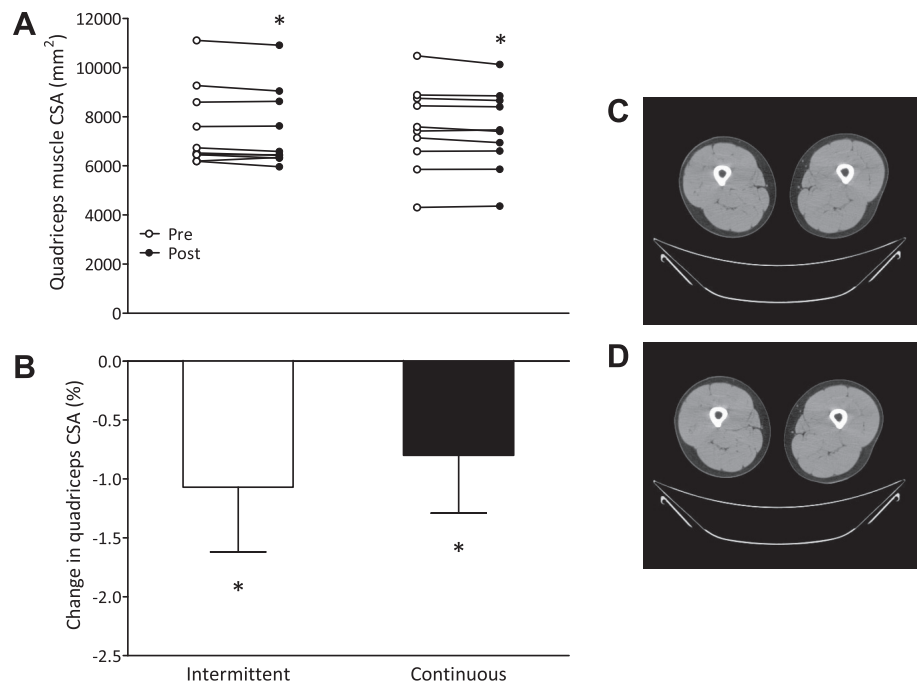 A
Quadriceps muscle CSA (mm²)
12000
10000
8000
6000
4000
2000
0
*
*
Pre
Post
B
Change in quadriceps CSA (%)
0.0
-0.5
-1.0
-1.5
-2.0
-2.5
*
*
Intermittent
Continuous
C
D